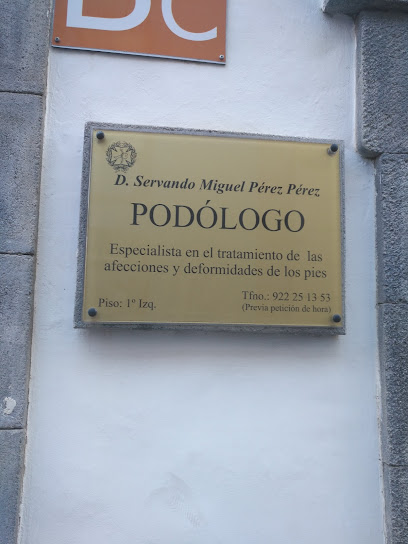 BC
D. Servando Miguel Pérez Pérez
PODÓLOGO
Especialista en el tratamiento de las
afecciones y deformidades de los pies
Piso: 1º Izq.
Tfno.: 922 25 13 53
(Previa petición de hora)